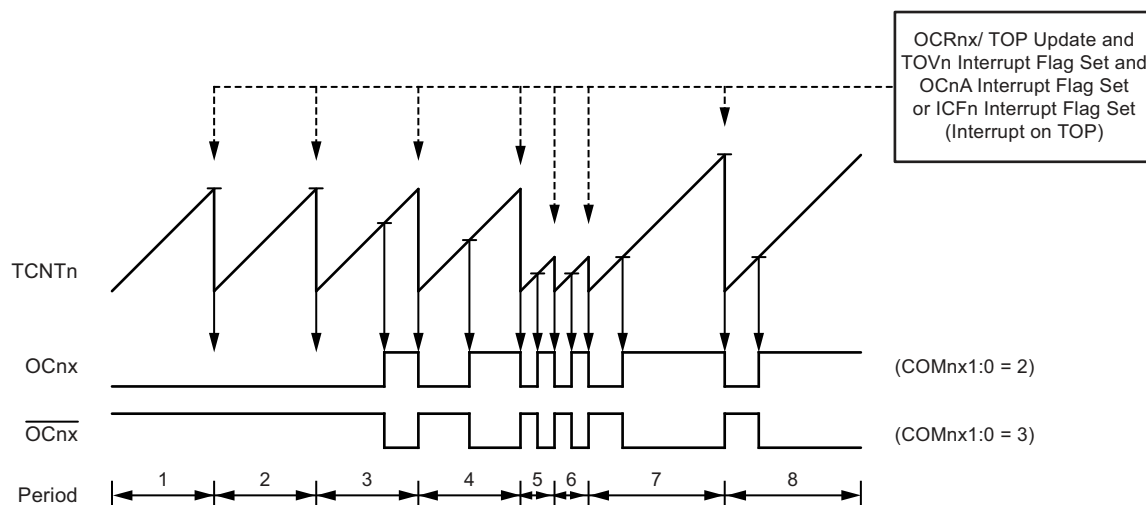 OCRnx/ TOP Update and
TOVn Interrupt Flag Set and
OCnA Interrupt Flag Set
or ICFn Interrupt Flag Set
(Interrupt on TOP)
TCNTn
OCnx
(COMnx1:0 = 2)
OCnx
(COMnx1:0 = 3)
Period
1 2 3 4 5 6 7 8